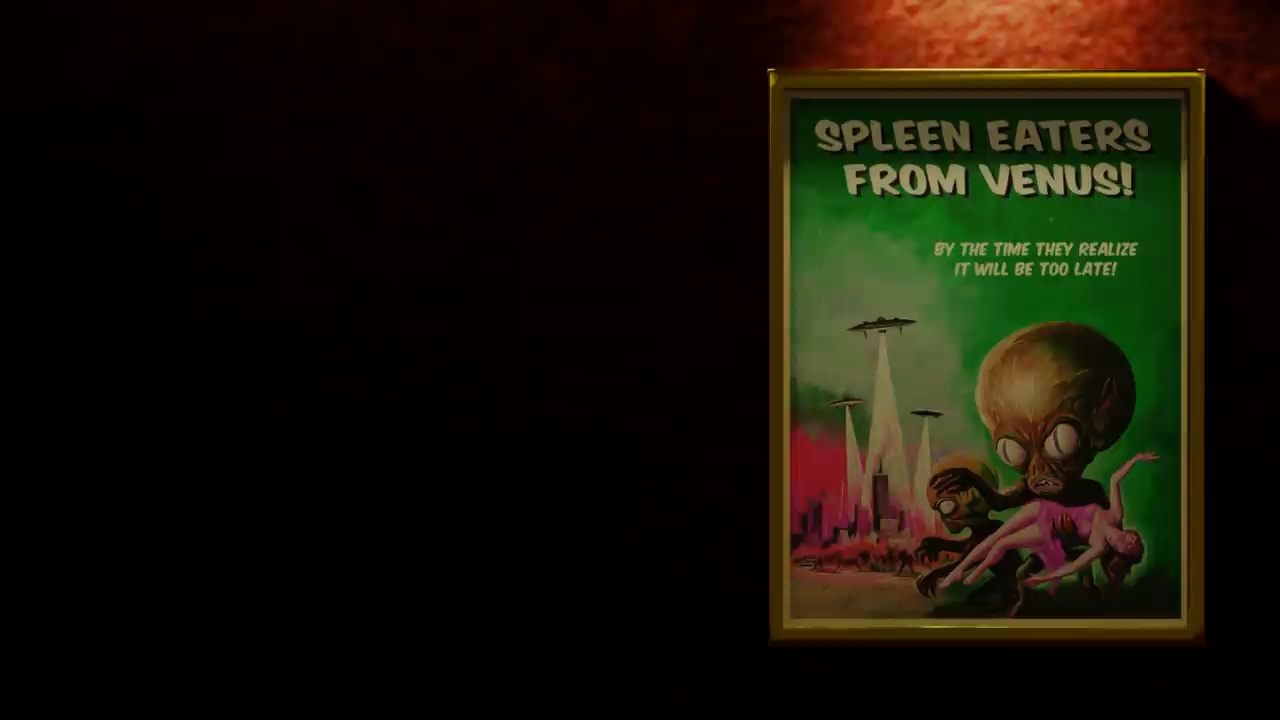 SPLEEN EATERS
FROM VENUS!
BY THE TIME THEY REALIZE
IT WILL BE TOO LATE!